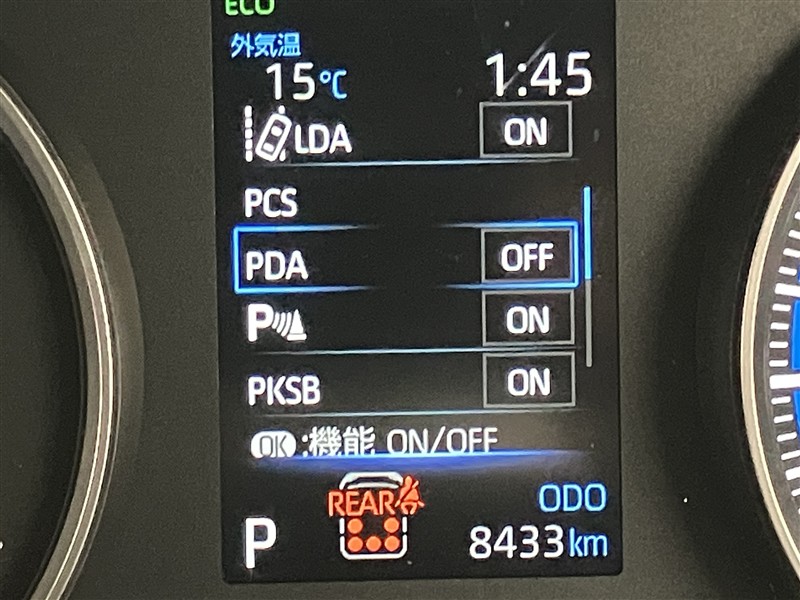 ECO
外気温
15℃ 1:45
LDA ON
PCS
PDA OFF
P ON
PKSB ON
OK:機能 ON/OFF
REAR ODO
P 8433km